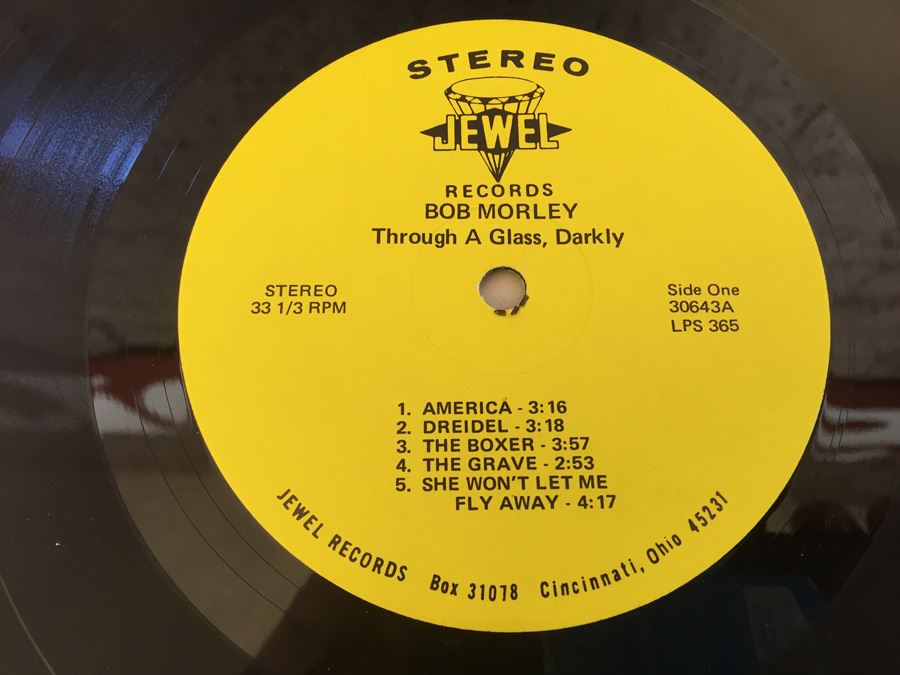 STEREO
JEWEL
RECORDS
BOB MORLEY
Through A Glass, Darkly
STEREO
33 1/3 RPM
Side One
30643A
LPS 365
1. AMERICA - 3:16
2. DREIDEL - 3:18
3. THE BOXER - 3:57
4. THE GRAVE - 2:53
5. SHE WON'T LET ME
FLY AWAY - 4:17
JEWEL RECORDS Box 31078 Cincinnati, Ohio 45231